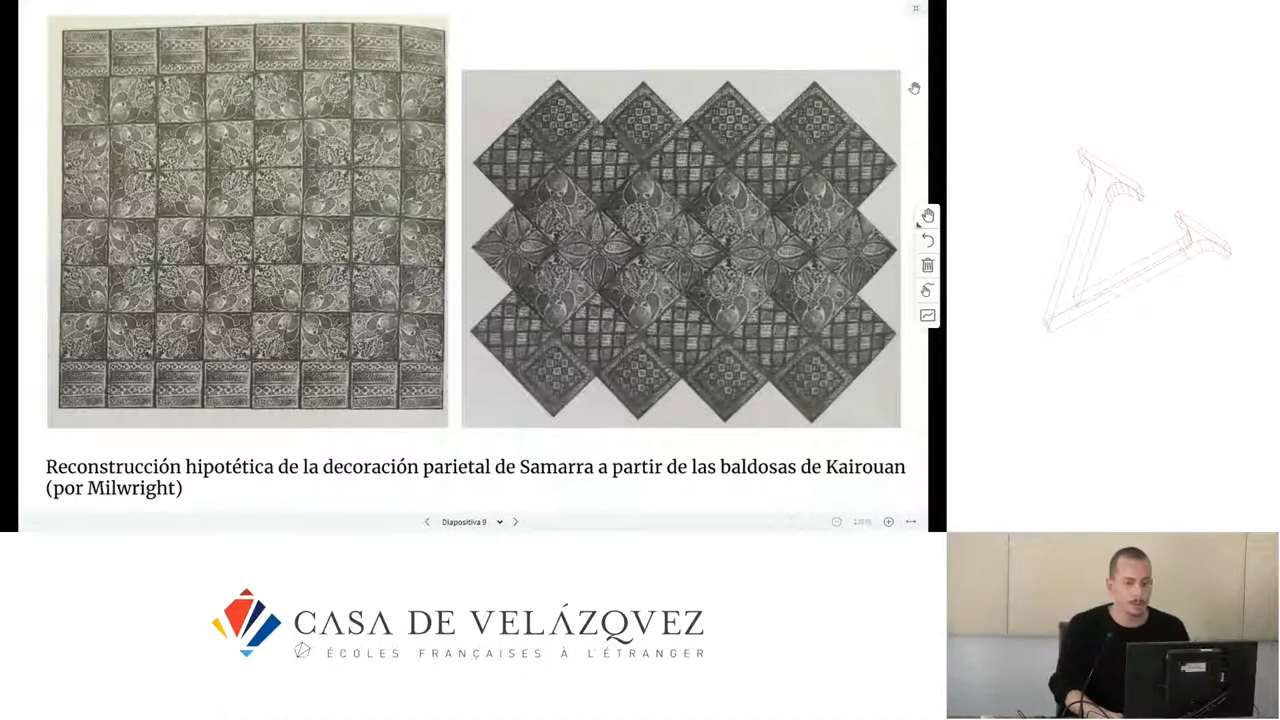 Reconstrucción hipotética de la decoración parietal de Samarra a partir de las baldosas de Kairouan
(por Milwright)
Diapositiva 9
CASA DE VELÁZQVEZ
ÉCOLES FRANÇAISES À L'ÉTRANGER